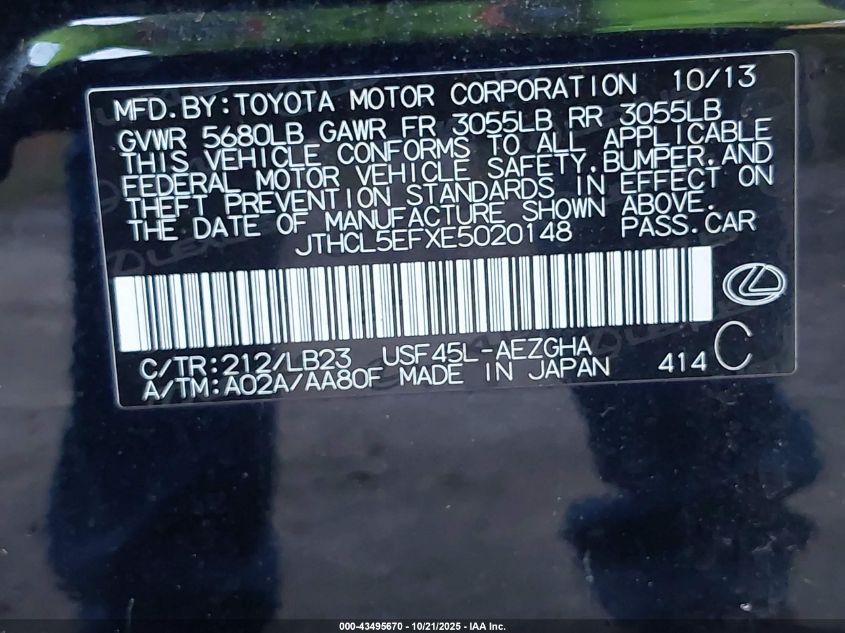 MFD.BY:TOYOTA MOTOR CORPORATION 10/13
GVWR 5680LB GAWR FR 3055LB RR 3055LB
THIS VEHICLE CONFORMS TO ALL APPLICABLE
FEDERAL MOTOR VEHICLE SAFETY,BUMPER,AND
THEFT PREVENTION STANDARDS IN EFFECT ON
THE DATE OF MANUFACTURE SHOWN ABOVE.
JTHCL5EFXE5020148 PASS.CAR
C/TR:212/LB23 USF45L-AEZGHA
A/TM:A02A/AA80F MADE IN JAPAN 414 C
000-43495670 | 10/21/2025 | IAA Inc.